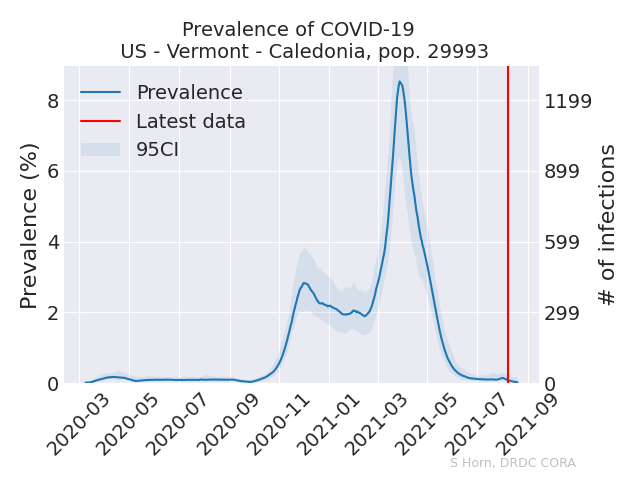 Prevalence of COVID-19
US - Vermont - Caledonia, pop. 29993
Prevalence
Latest data
95CI
Prevalence (%)
8
6
4
2
0
1199
899
599
299
0
# of infections
2020-03
2020-05
2020-07
2020-09
2020-11
2021-01
2021-03
2021-05
2021-07
2021-09
S Horn, DRDC CORA